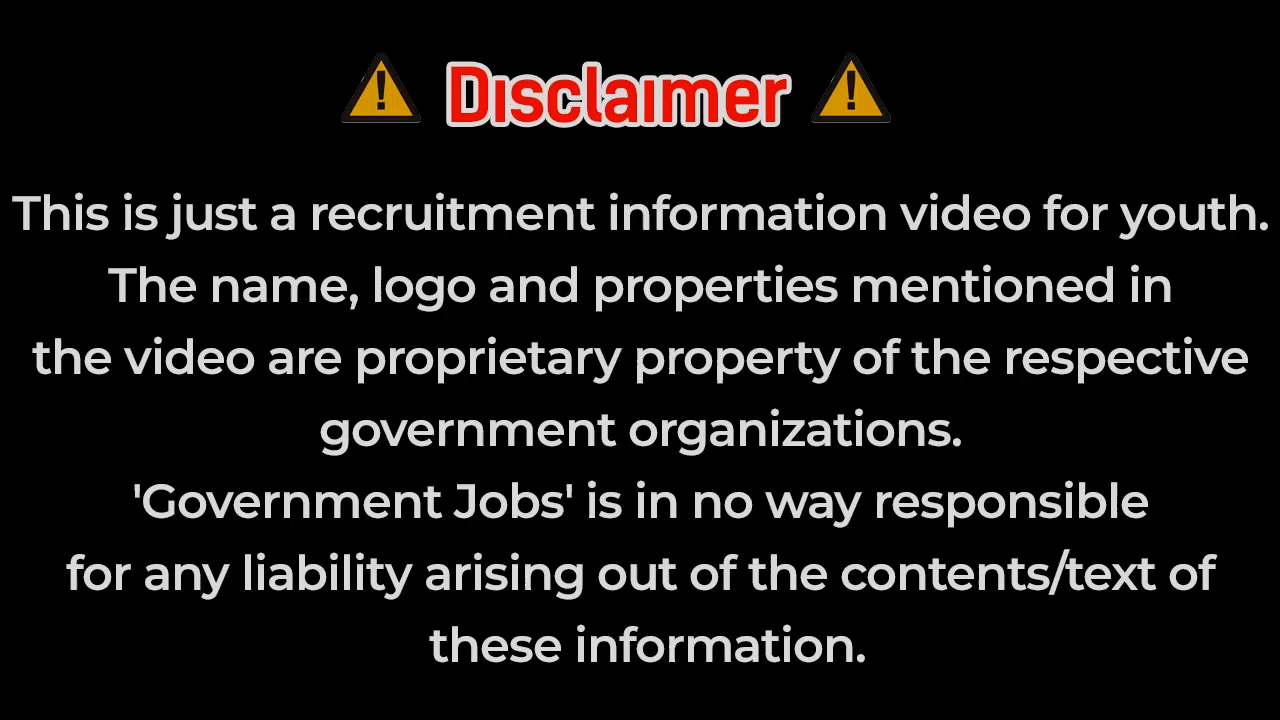 Disclaimer
This is just a recruitment information video for youth.
The name, logo and properties mentioned in
the video are proprietary property of the respective
government organizations.
'Government Jobs' is in no way responsible
for any liability arising out of the contents/text of
these information.